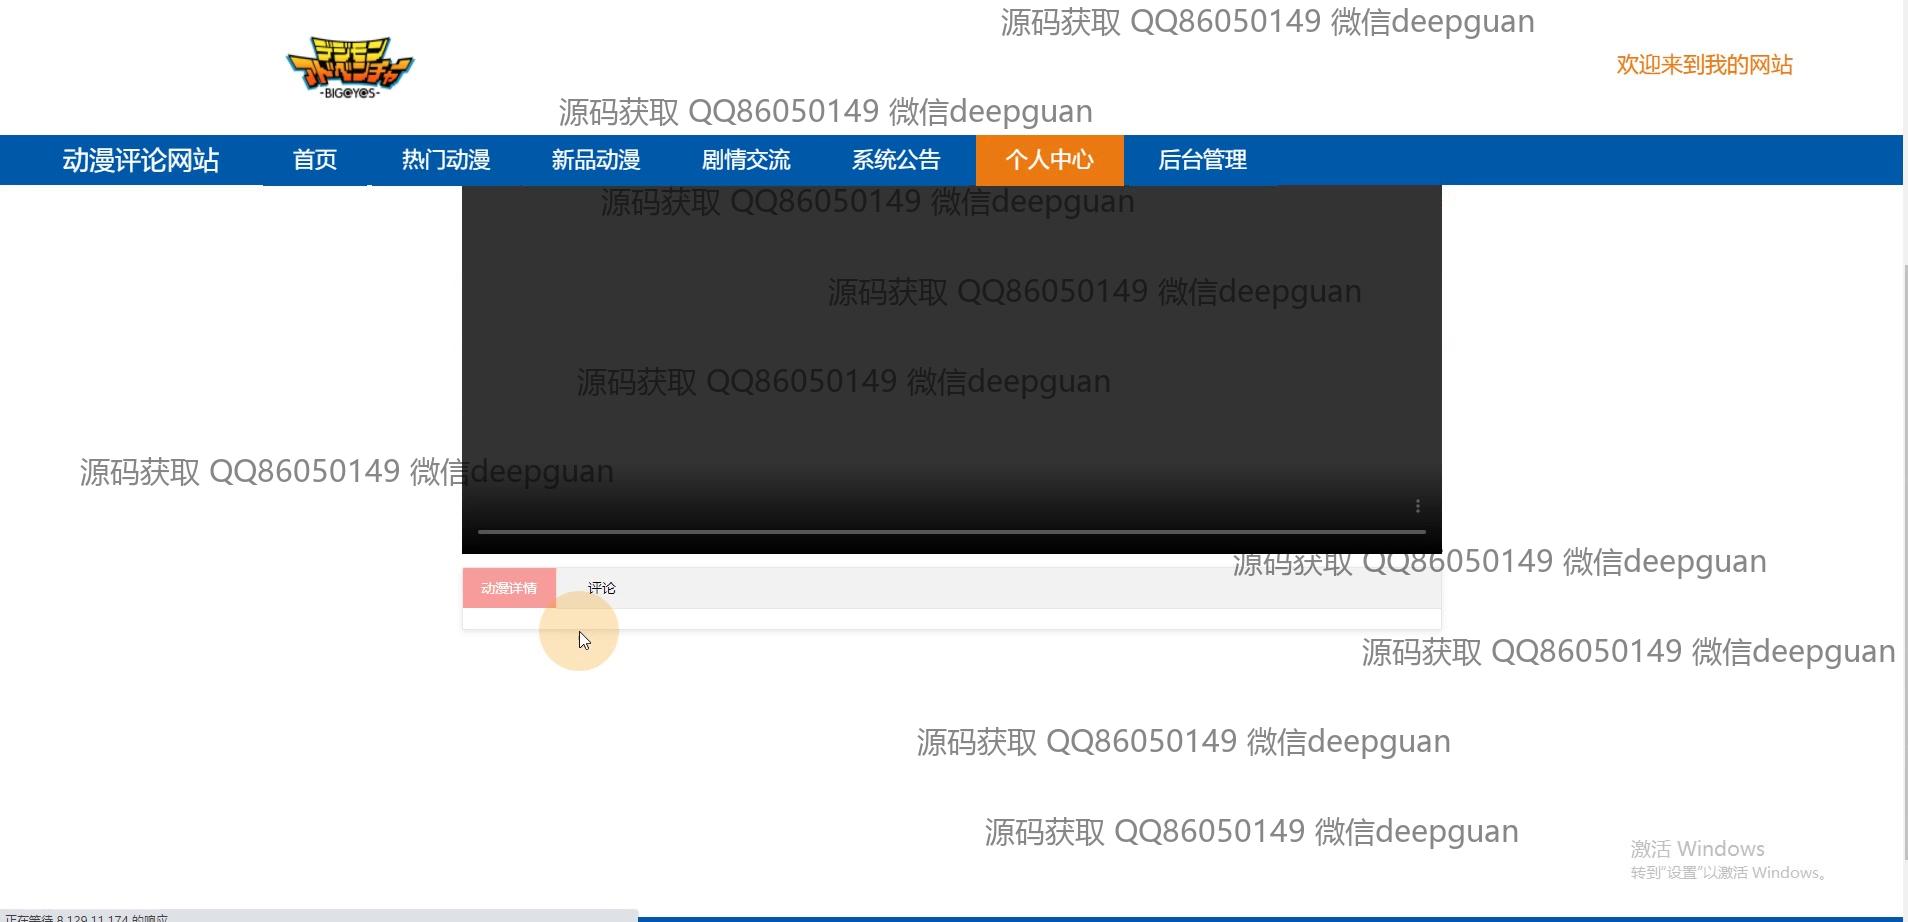 源码获取 QQ86050149 微信deepguan
デジモン
アドベンチャー
-BIG@Y@S-
欢迎来到我的网站
源码获取 QQ86050149 微信deepguan
动漫评论网站 首页 热门动漫 新品动漫 剧情交流 系统公告 个人中心 后台管理
源码获取 QQ86050149 微信deepguan
源码获取 QQ86050149 微信deepguan
源码获取 QQ86050149 微信deepguan
源码获取 QQ86050149 微信deepguan
源码获取 QQ86050149 微信deepguan
动漫详情 评论
源码获取 QQ86050149 微信deepguan
源码获取 QQ86050149 微信deepguan
源码获取 QQ86050149 微信deepguan
激活 Windows
转到"设置"以激活 Windows。
正在等待 8.129.11.174 的响应